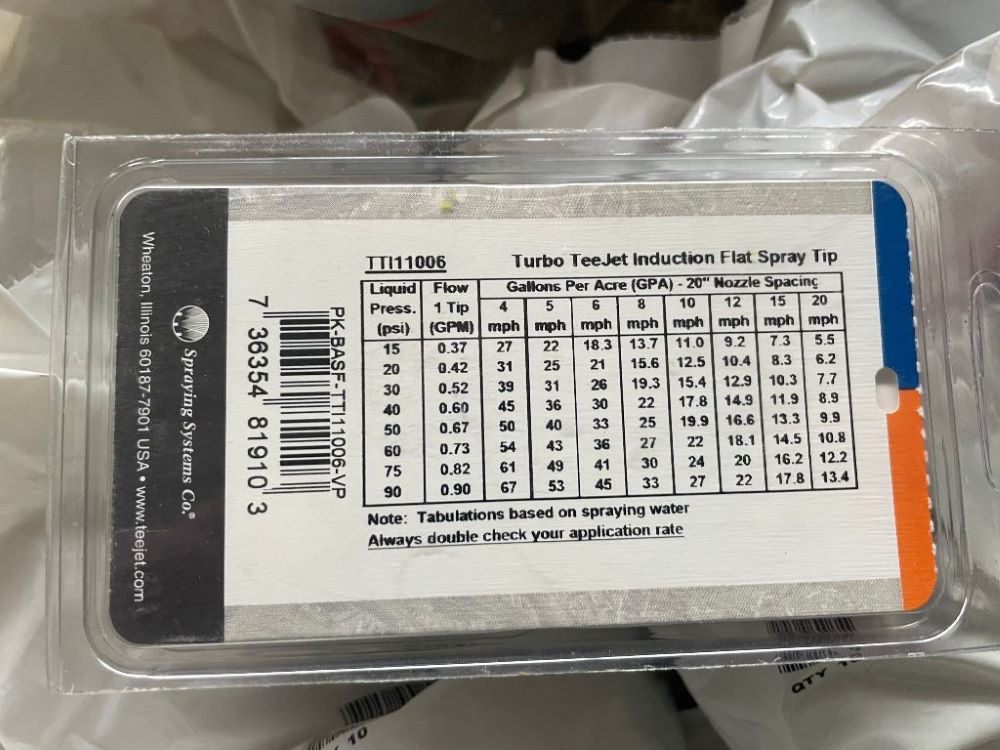 TTI11006 Turbo TeeJet Induction Flat Spray Tip
Liquid Flow Gallons Per Acre (GPA) - 20" Nozzle Spacing
Press. 1 Tip 4 5 6 8 10 12 15 20
(psi) (GPM) mph mph mph mph mph mph mph mph
15 0.37 27 22 18.3 13.7 11.0 9.2 7.3 5.5
20 0.42 31 25 21 15.6 12.5 10.4 8.3 6.2
30 0.52 39 31 26 19.3 15.4 12.9 10.3 7.7
40 0.60 45 36 30 22 17.8 14.9 11.9 8.9
50 0.67 50 40 33 25 19.9 16.6 13.3 9.9
60 0.73 54 43 36 27 22 18.1 14.5 10.8
75 0.82 61 49 41 30 24 20 16.2 12.2
90 0.90 67 53 45 33 27 22 17.8 13.4
Note: Tabulations based on spraying water
Always double check your application rate
PK-BASF-TTI11006-VP
7 36354 81910 3
Spraying Systems Co.®
Wheaton, Illinois 60187-7901 USA • www.teejet.com
QTY 10
10